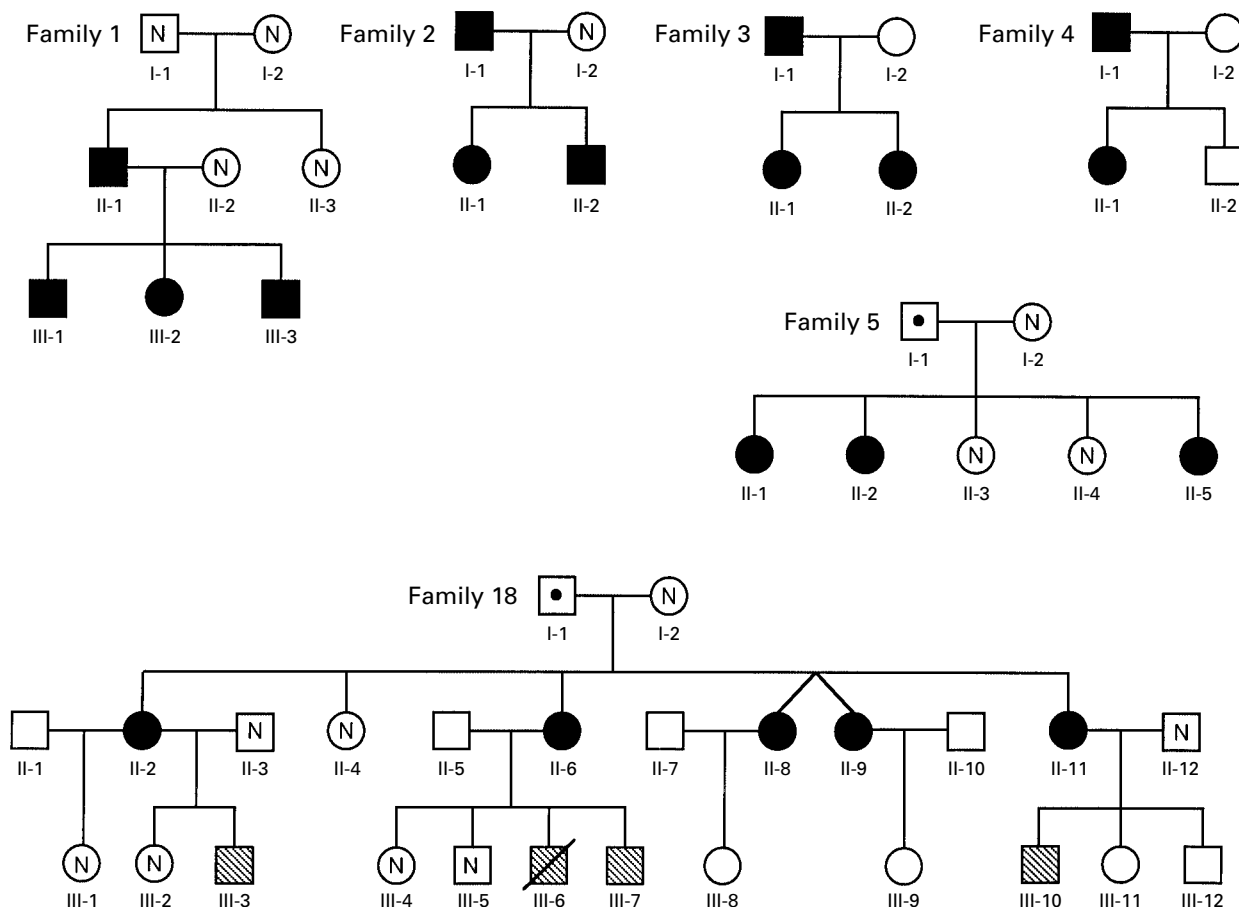 Family 1 N N Family 2 N Family 3 Family 4
I-1 I-2 I-1 I-2 I-1 I-2 I-1 I-2
N N
II-1 II-2 II-3 II-1 II-2 II-1 II-2 II-1 II-2
III-1 III-2 III-3
Family 5 N
I-1 I-2
N N
II-1 II-2 II-3 II-4 II-5
Family 18 N
I-1 I-2
N N N
II-1 II-2 II-3 II-4 II-5 II-6 II-7 II-8 II-9 II-10 II-11 II-12
N N N N
III-1 III-2 III-3 III-4 III-5 III-6 III-7 III-8 III-9 III-10 III-11 III-12